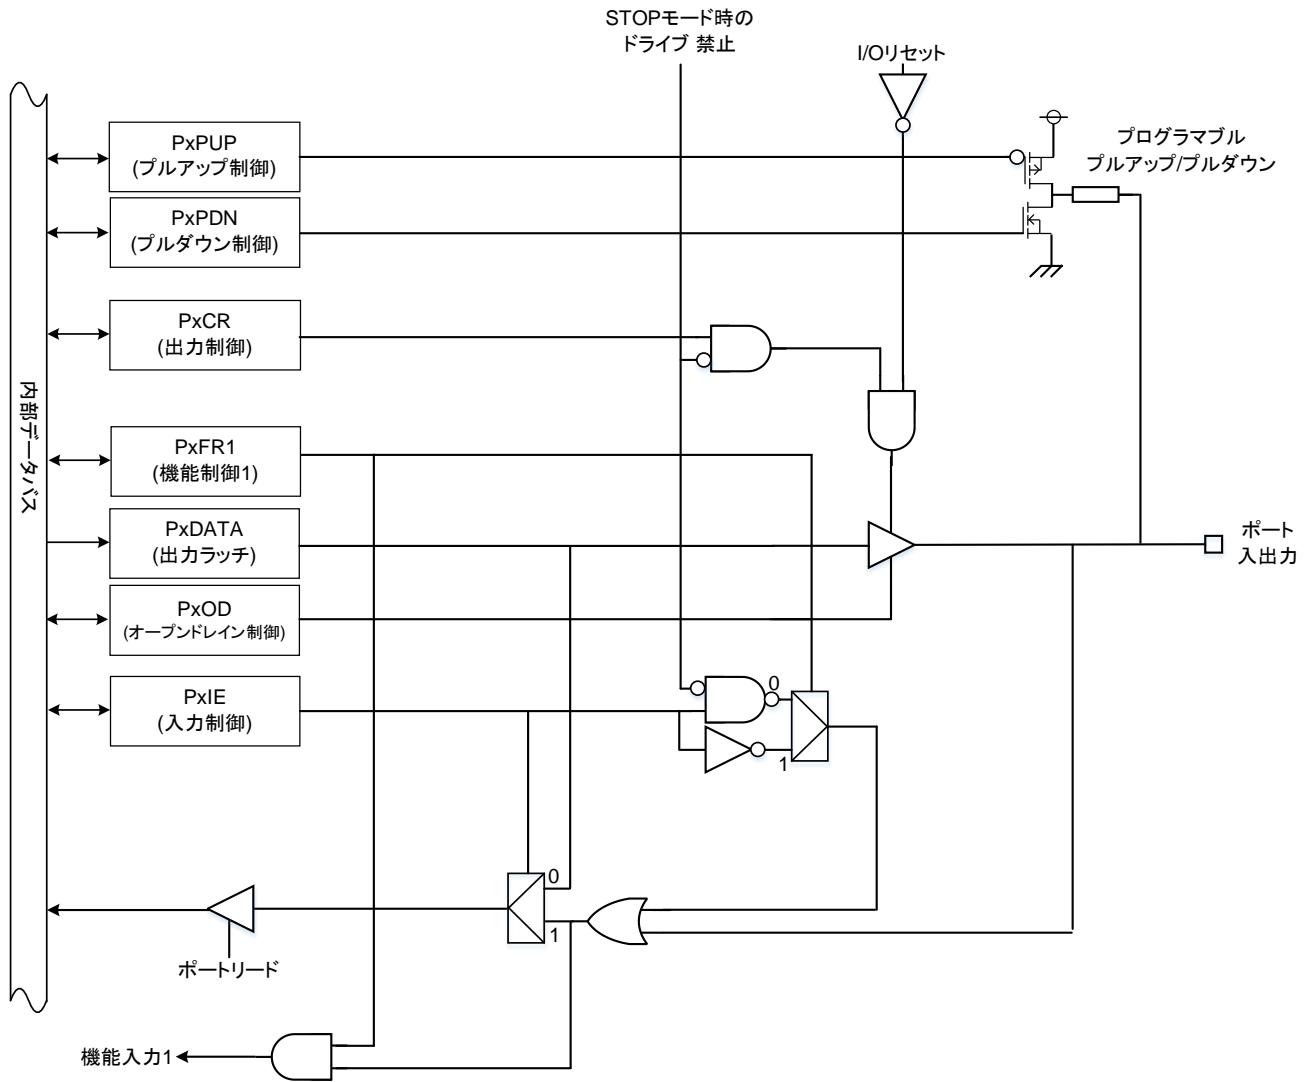 STOPモード時の
ドライブ 禁止
I/Oリセット
PxPUP
(プルアップ制御)
プログラマブル
プルアップ/プルダウン
PxPDN
(プルダウン制御)
PxCR
(出力制御)
内部データバス
PxFR1
(機能制御1)
PxDATA
(出力ラッチ)
ポート
入出力
PxOD
(オープンドレイン制御)
PxIE
(入力制御)
0
1
0
1
ポートリード
機能入力1